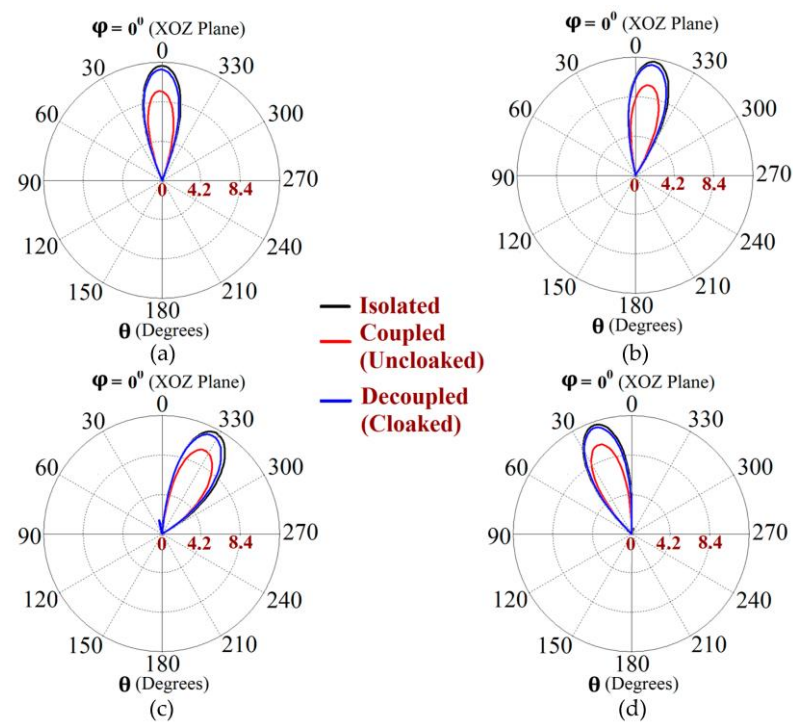 φ = 0⁰ (XOZ Plane)
0
30
330
60
300
90
270
0 4.2 8.4
120
240
150
210
180
θ (Degrees)
(a)
φ = 0⁰ (XOZ Plane)
0
30
330
60
300
90
270
0 4.2 8.4
120
240
150
210
180
θ (Degrees)
(b)
Isolated
Coupled
(Uncloaked)
Decoupled
(Cloaked)
φ = 0⁰ (XOZ Plane)
0
30
330
60
300
90
270
0 4.2 8.4
120
240
150
210
180
θ (Degrees)
(c)
φ = 0⁰ (XOZ Plane)
0
30
330
60
300
90
270
0 4.2 8.4
120
240
150
210
180
θ (Degrees)
(d)